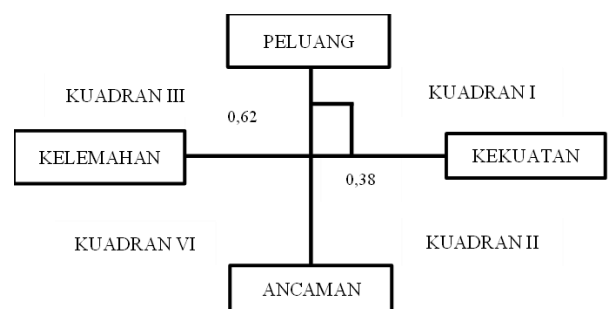 PELUANG
KUADRAN III
KUADRAN I
0,62
KELEMAHAN
KEKUATAN
0,38
KUADRAN VI
KUADRAN II
ANCAMAN